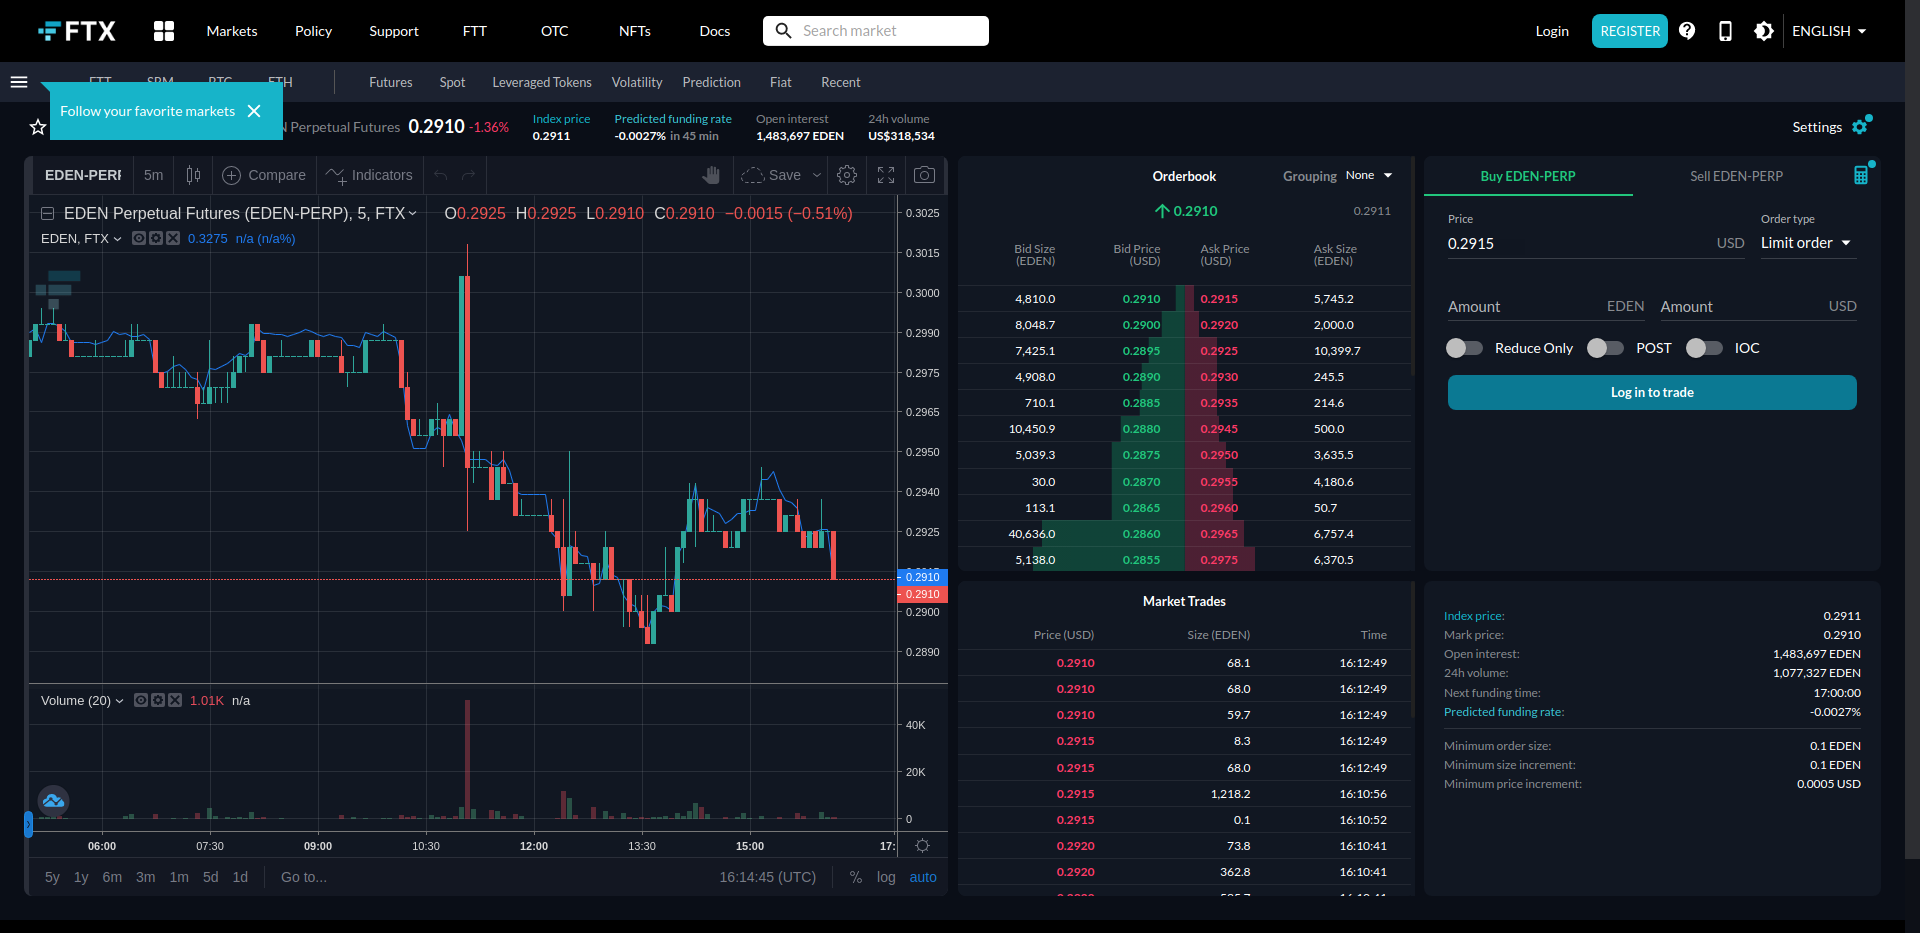 FTX
Markets
Policy
Support
FTT
OTC
NFTs
Docs
Search market
Login
REGISTER
ENGLISH
Futures
Spot
Leveraged Tokens
Volatility
Prediction
Fiat
Recent
Follow your favorite markets
Perpetual Futures
0.2910 -1.36%
Index price
0.2911
Predicted funding rate
-0.0027% in 45 min
Open interest
1,483,697 EDEN
24h volume
US$318,534
Settings
EDEN-PERP
5m
Compare
Indicators
Save
EDEN Perpetual Futures (EDEN-PERP), 5, FTX
O0.2925 H0.2925 L0.2910 C0.2910 −0.0015 (−0.51%)
EDEN, FTX
0.3275 n/a (n/a%)
0.3025
0.3015
0.3000
0.2990
0.2975
0.2965
0.2950
0.2940
0.2925
0.2910
0.2910
0.2900
0.2890
Volume (20)
1.01K n/a
40K
20K
0
06:00 07:30 09:00 10:30 12:00 13:30 15:00 17:
5y 1y 6m 3m 1m 5d 1d Go to...
16:14:45 (UTC) % log auto
Orderbook
Grouping None
0.2910 0.2911
Bid Size (EDEN) Bid Price (USD) Ask Price (USD) Ask Size (EDEN)
4,810.0 0.2910 0.2915 5,745.2
8,048.7 0.2900 0.2920 2,000.0
7,425.1 0.2895 0.2925 10,399.7
4,908.0 0.2890 0.2930 245.5
710.1 0.2885 0.2935 214.6
10,450.9 0.2880 0.2945 500.0
5,039.3 0.2875 0.2950 3,635.5
30.0 0.2870 0.2955 4,180.6
113.1 0.2865 0.2960 50.7
40,636.0 0.2860 0.2965 6,757.4
5,138.0 0.2855 0.2975 6,370.5
Market Trades
Price (USD) Size (EDEN) Time
0.2910 68.1 16:12:49
0.2910 68.0 16:12:49
0.2910 59.7 16:12:49
0.2915 8.3 16:12:49
0.2915 68.0 16:12:49
0.2915 1,218.2 16:10:56
0.2915 0.1 16:10:52
0.2920 73.8 16:10:41
0.2920 362.8 16:10:41
Buy EDEN-PERP
Sell EDEN-PERP
Price
0.2915 USD
Order type
Limit order
Amount EDEN
Amount USD
Reduce Only
POST
IOC
Log in to trade
Index price: 0.2911
Mark price: 0.2910
Open interest: 1,483,697 EDEN
24h volume: 1,077,327 EDEN
Next funding time: 17:00:00
Predicted funding rate: -0.0027%
Minimum order size: 0.1 EDEN
Minimum size increment: 0.1 EDEN
Minimum price increment: 0.0005 USD